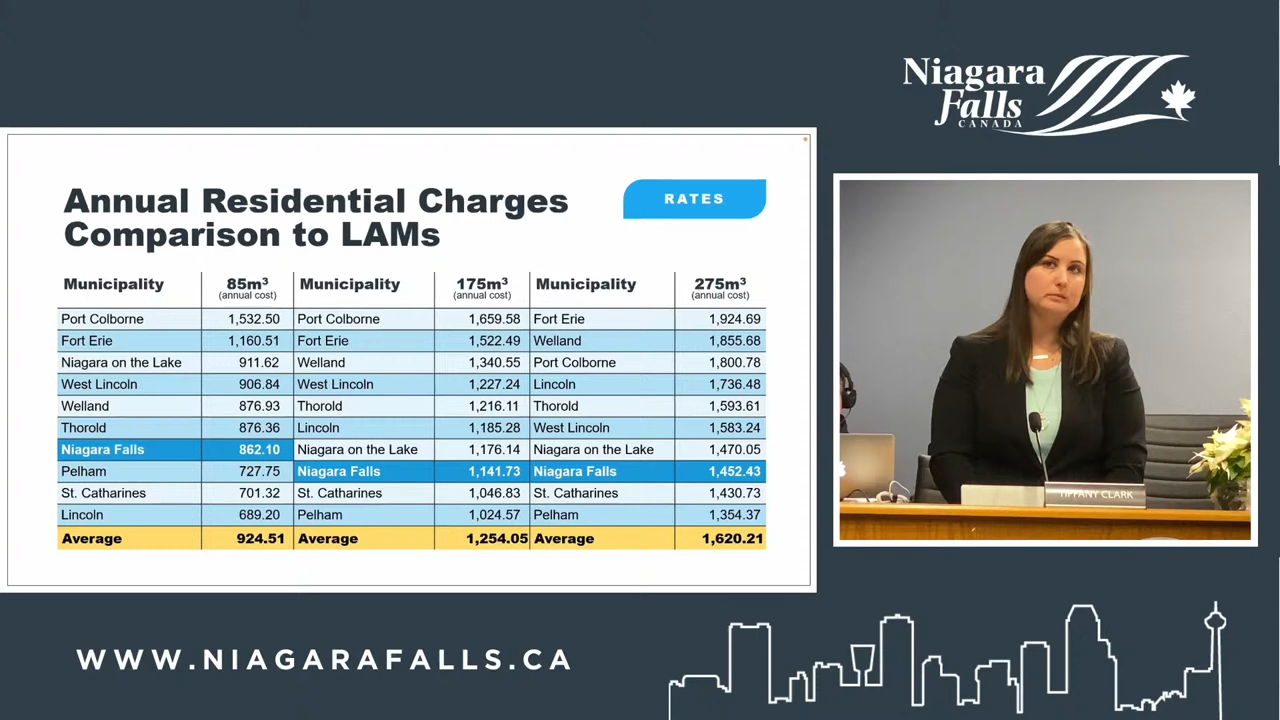 Niagara
Falls
CANADA
Annual Residential Charges
Comparison to LAMs
RATES
Municipality 85m³ Municipality 175m³ Municipality 275m³
(annual cost) (annual cost) (annual cost)
Port Colborne 1,532.50 Port Colborne 1,659.58 Fort Erie 1,924.69
Fort Erie 1,160.51 Fort Erie 1,522.49 Welland 1,855.68
Niagara on the Lake 911.62 Welland 1,340.55 Port Colborne 1,800.78
West Lincoln 906.84 West Lincoln 1,227.24 Lincoln 1,736.48
Welland 876.93 Thorold 1,216.11 Thorold 1,593.61
Thorold 876.36 Lincoln 1,185.28 West Lincoln 1,583.24
Niagara Falls 862.10 Niagara on the Lake 1,176.14 Niagara on the Lake 1,470.05
Pelham 727.75 Niagara Falls 1,141.73 Niagara Falls 1,452.43
St. Catharines 701.32 St. Catharines 1,046.83 St. Catharines 1,430.73
Lincoln 689.20 Pelham 1,024.57 Pelham 1,354.37
Average 924.51 Average 1,254.05 Average 1,620.21
TIFFANY CLARK
WWW.NIAGARAFALLS.CA